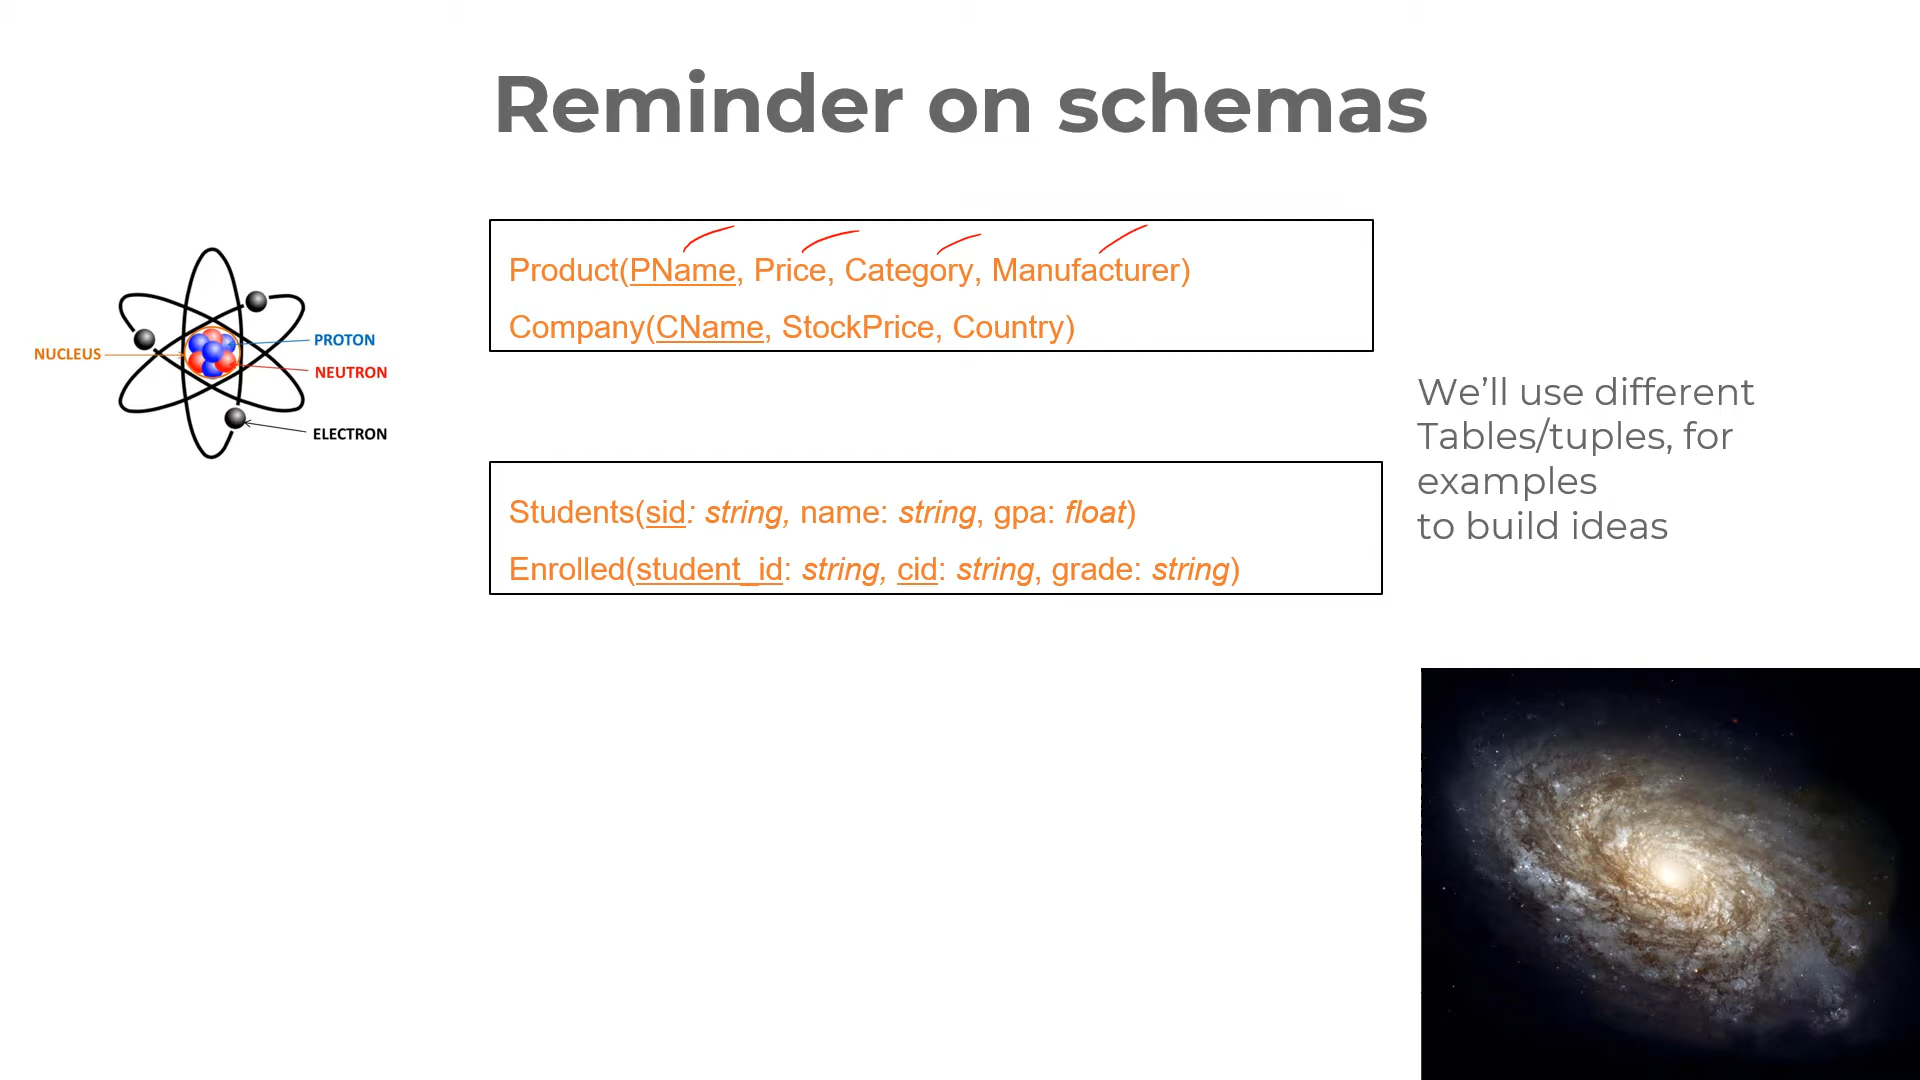 Reminder on schemas
Product(PName, Price, Category, Manufacturer)
Company(CName, StockPrice, Country)
NUCLEUS
PROTON
NEUTRON
ELECTRON
Students(sid: string, name: string, gpa: float)
Enrolled(student_id: string, cid: string, grade: string)
We’ll use different
Tables/tuples, for
examples
to build ideas